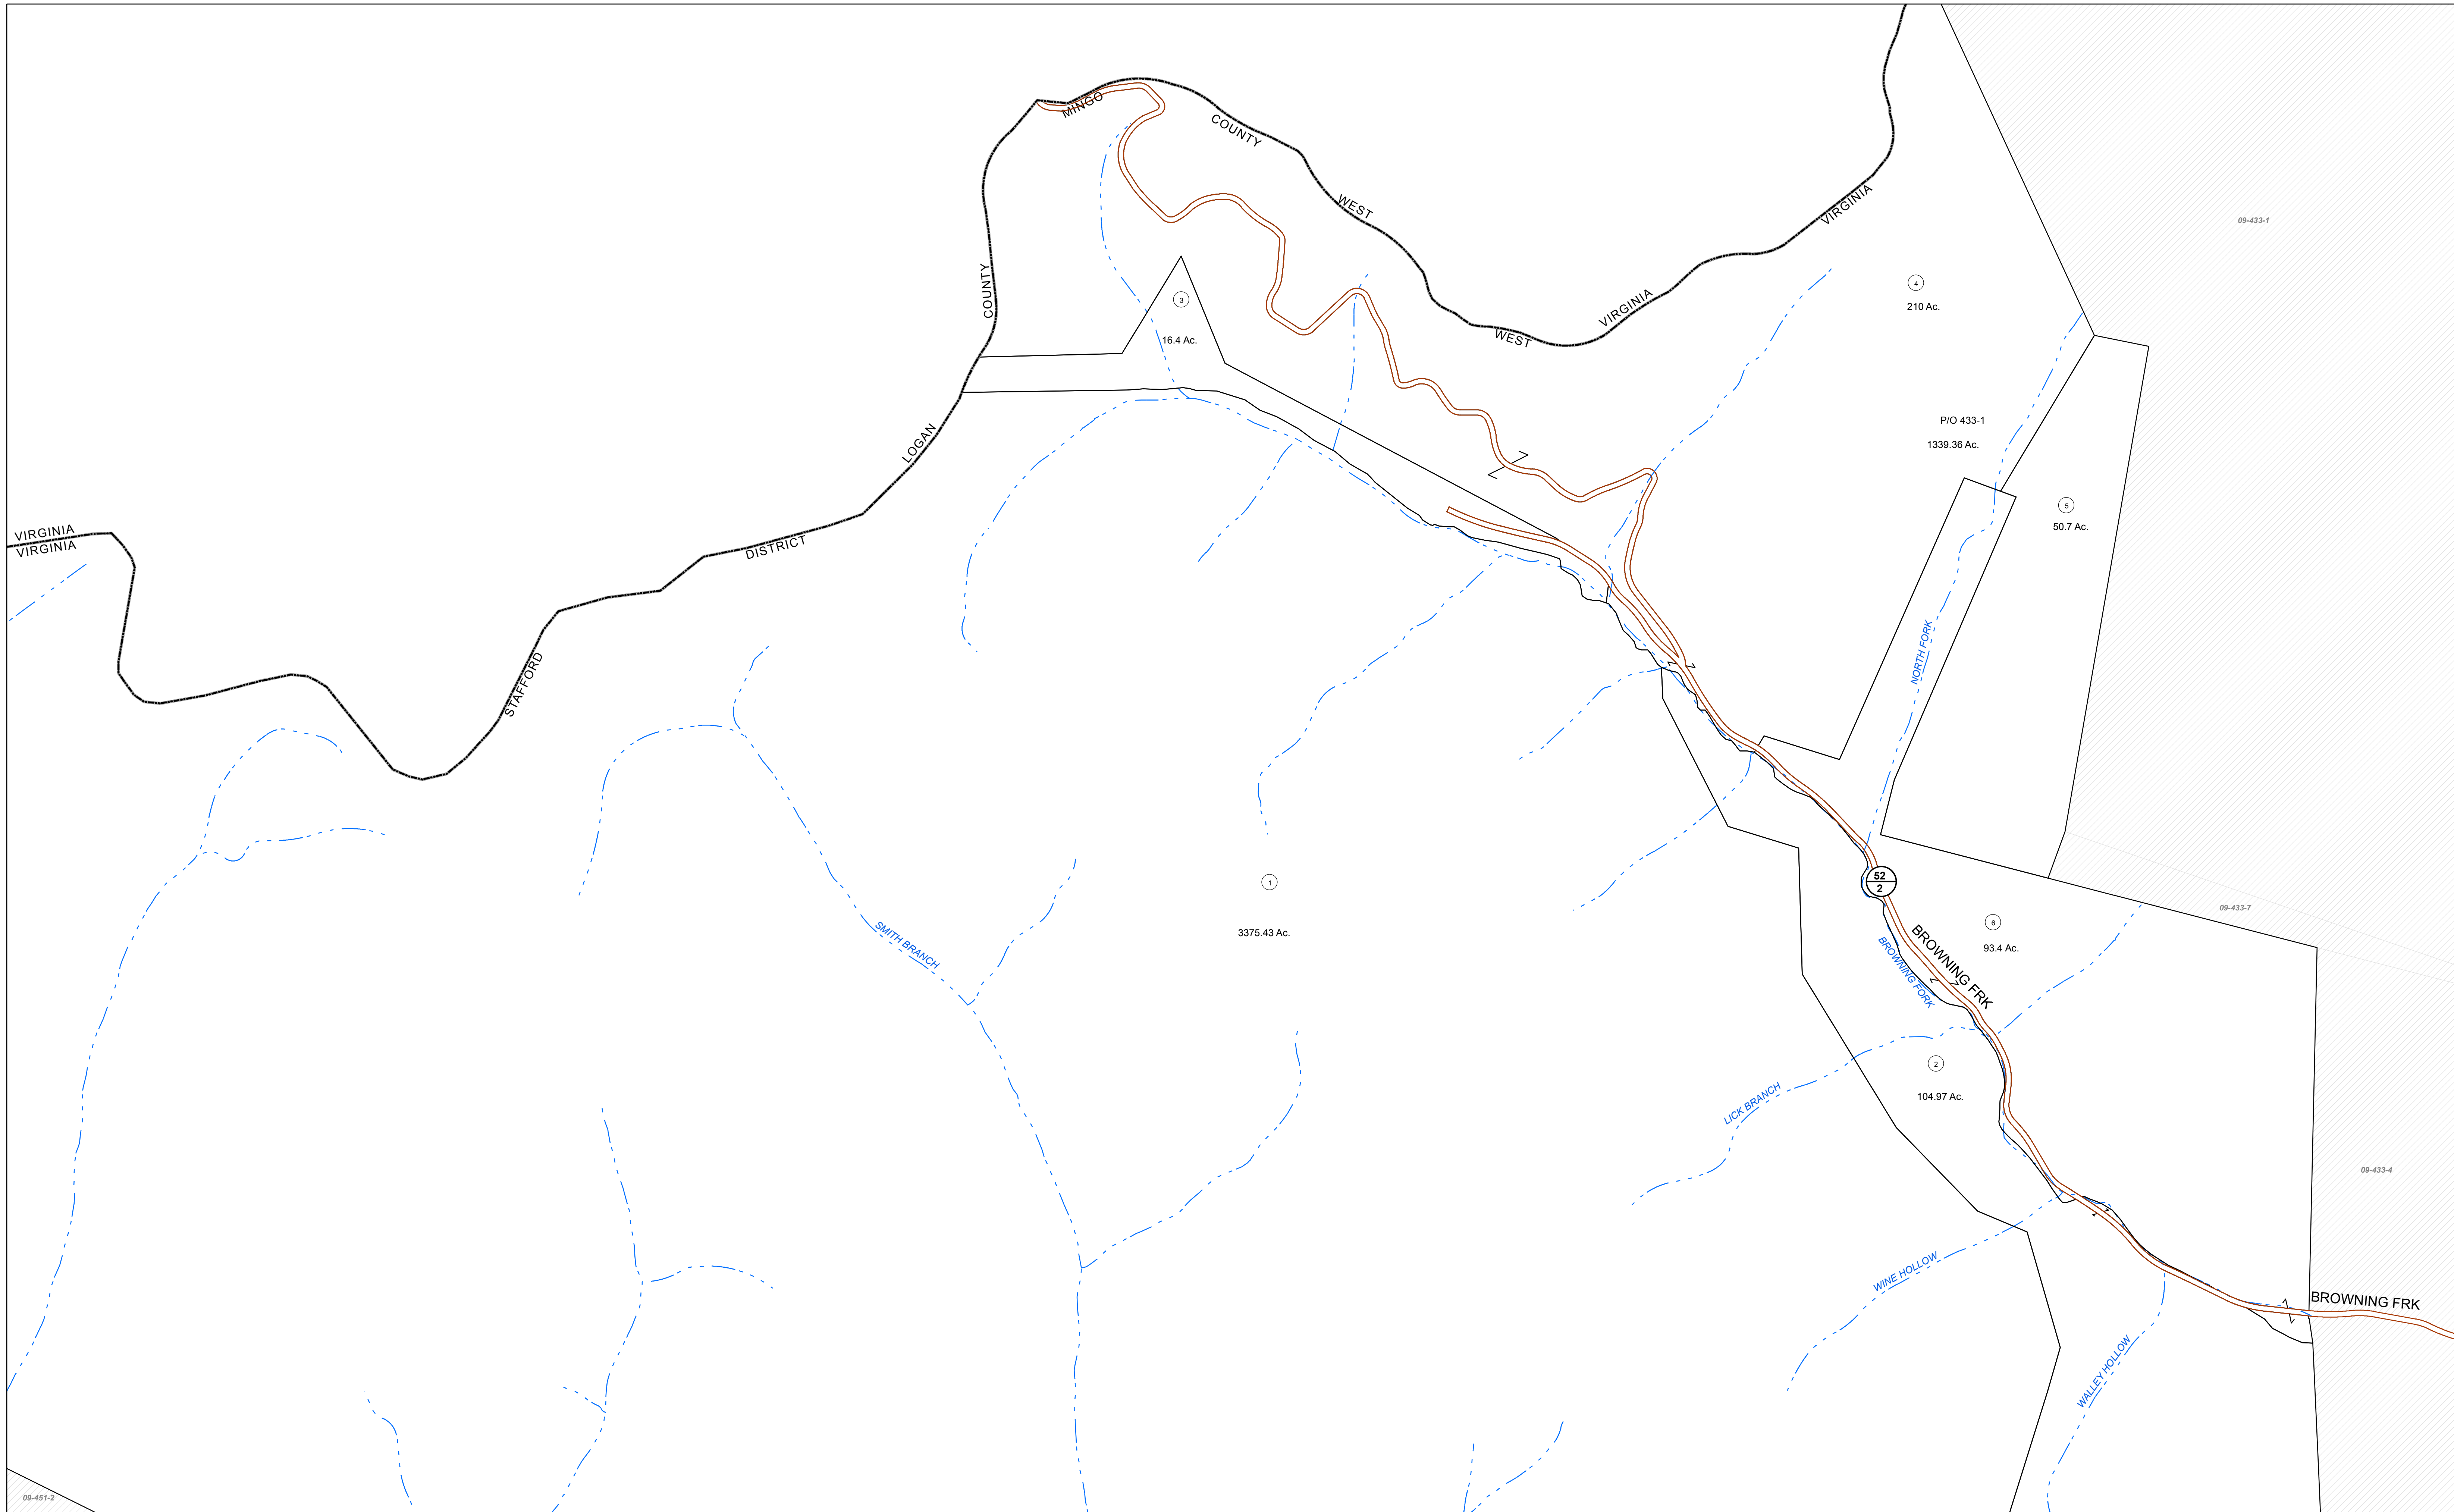 MINGO
COUNTY
WEST
VIRGINIA
09-433-1
COUNTY
3
16.4 Ac.
4
210 Ac.
WEST
VIRGINIA
LOGAN
P/O 433-1
1339.36 Ac.
5
50.7 Ac.
VIRGINIA
VIRGINIA
DISTRICT
STAFFORD
NORTH FORK
52
2
1
3375.43 Ac.
SMITH BRANCH
09-433-7
6
93.4 Ac.
BROWNING FRK
BROWNING FORK
2
104.97 Ac.
LICK BRANCH
09-433-4
WINE HOLLOW
BROWNING FRK
WALLEY HOLLOW
09-451-2